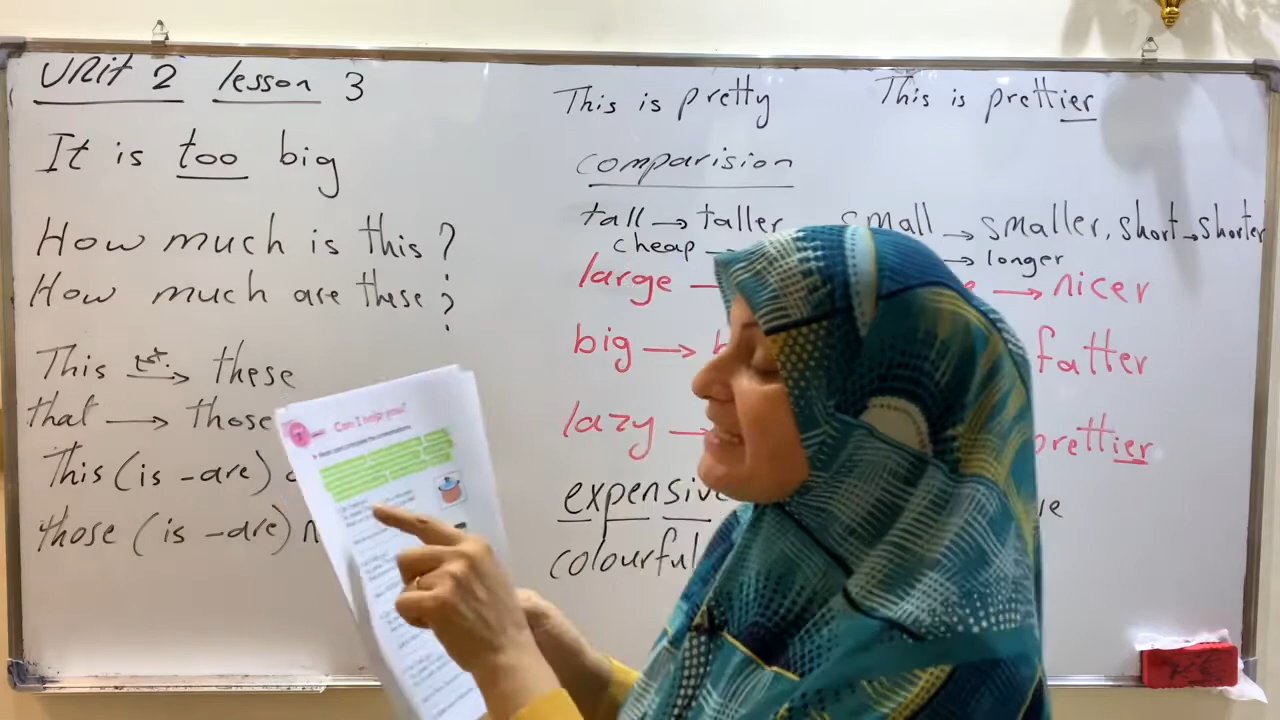 Unit 2 lesson 3
It is too big
How much is this?
How much are these?
This → these
that → those
This (is - are)
those (is - are)
This is pretty This is prettier
comparision
tall → taller small → smaller, short → shorter
cheap → → longer
large → → nicer
big → fatter
lazy → prettier
expensive
colourful
Can I help you?